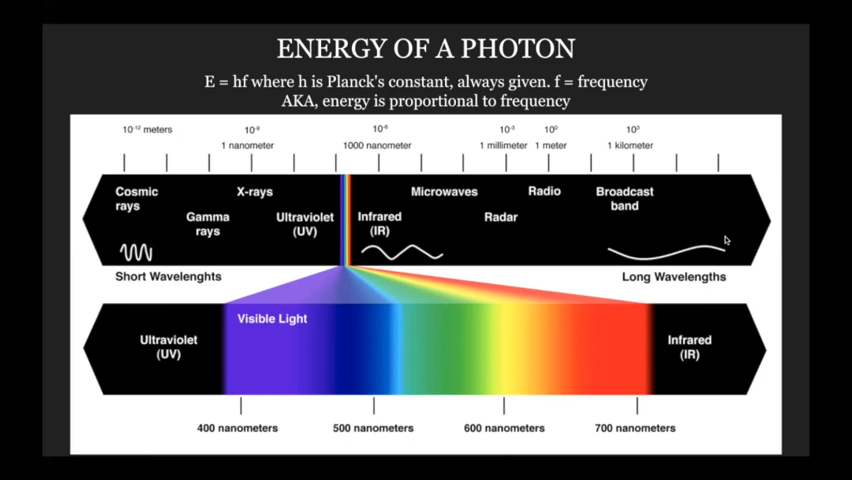 ENERGY OF A PHOTON
E = hf where h is Planck's constant, always given. f = frequency
AKA, energy is proportional to frequency
10⁻¹² meters 10⁻⁹ 10⁻⁶ 10⁻³ 10⁰ 10³
1 nanometer 1000 nanometer 1 millimeter 1 meter 1 kilometer
Cosmic rays X-rays Microwaves Radio Broadcast band
Gamma rays Ultraviolet (UV) Infrared (IR) Radar
Short Wavelenghts Long Wavelengths
Visible Light
Ultraviolet (UV) Infrared (IR)
400 nanometers 500 nanometers 600 nanometers 700 nanometers